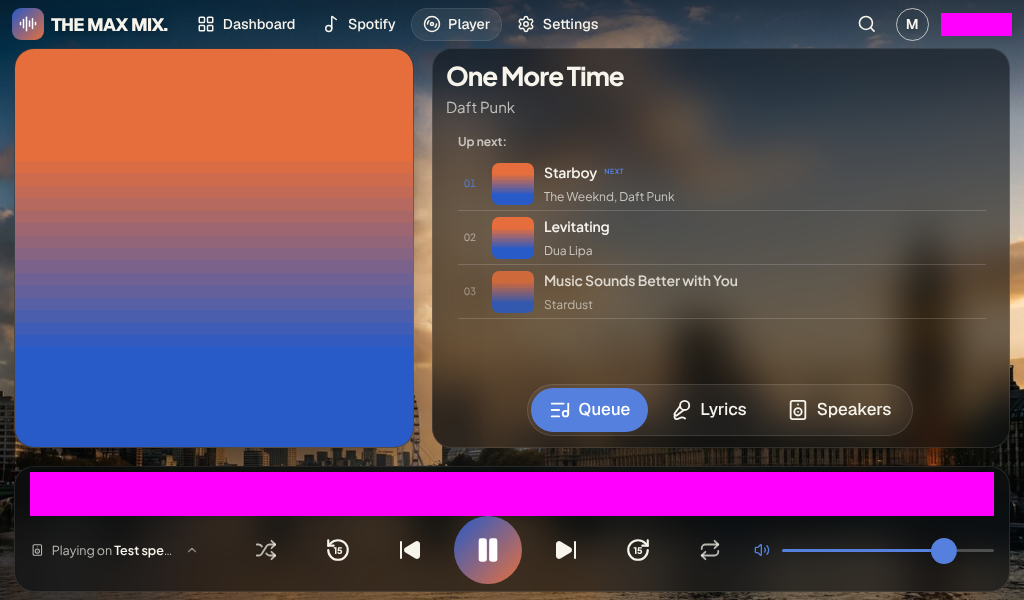 THE MAX MIX.
Dashboard
Spotify
Player
Settings
M
One More Time
Daft Punk
Up next:
01
Starboy NEXT
The Weeknd, Daft Punk
02
Levitating
Dua Lipa
03
Music Sounds Better with You
Stardust
Queue
Lyrics
Speakers
Playing on Test spe...
15
15